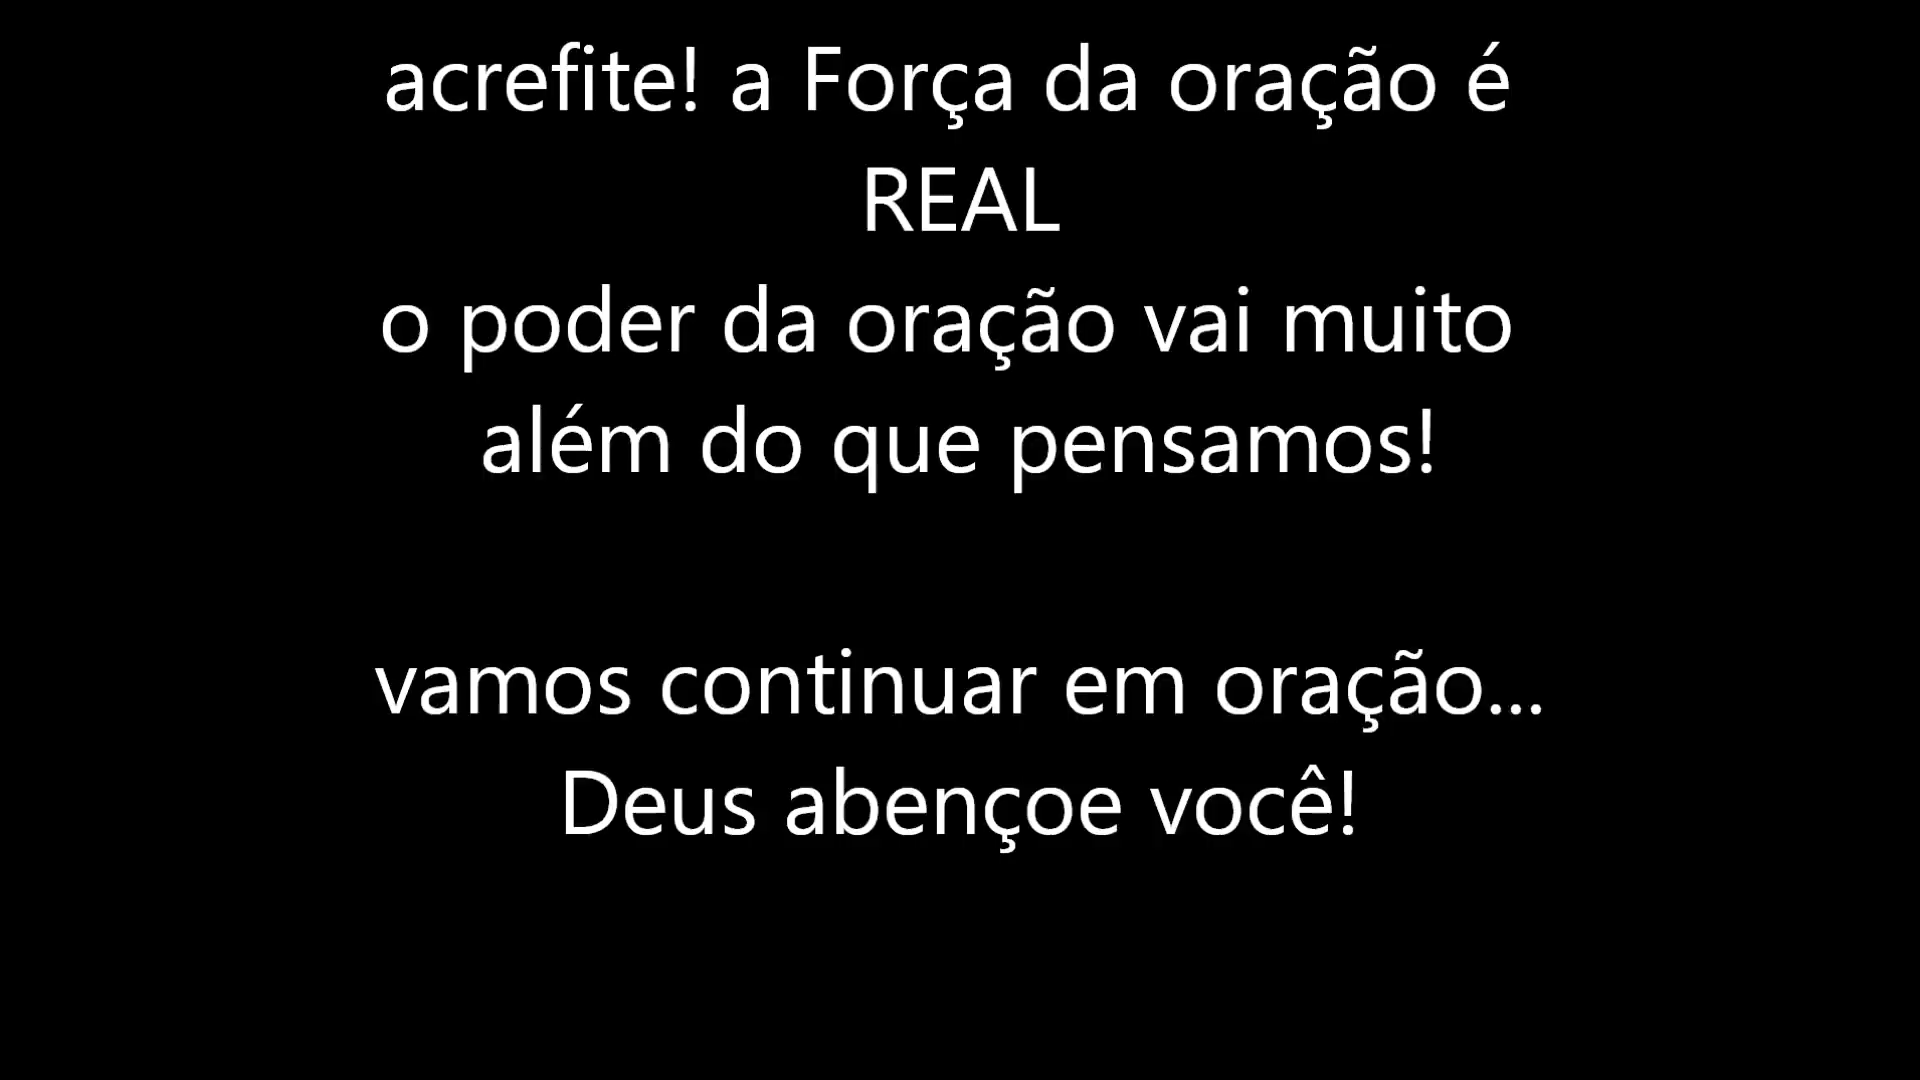 acrefite! a Força da oração é
REAL
o poder da oração vai muito
além do que pensamos!
vamos continuar em oração...
Deus abençoe você!